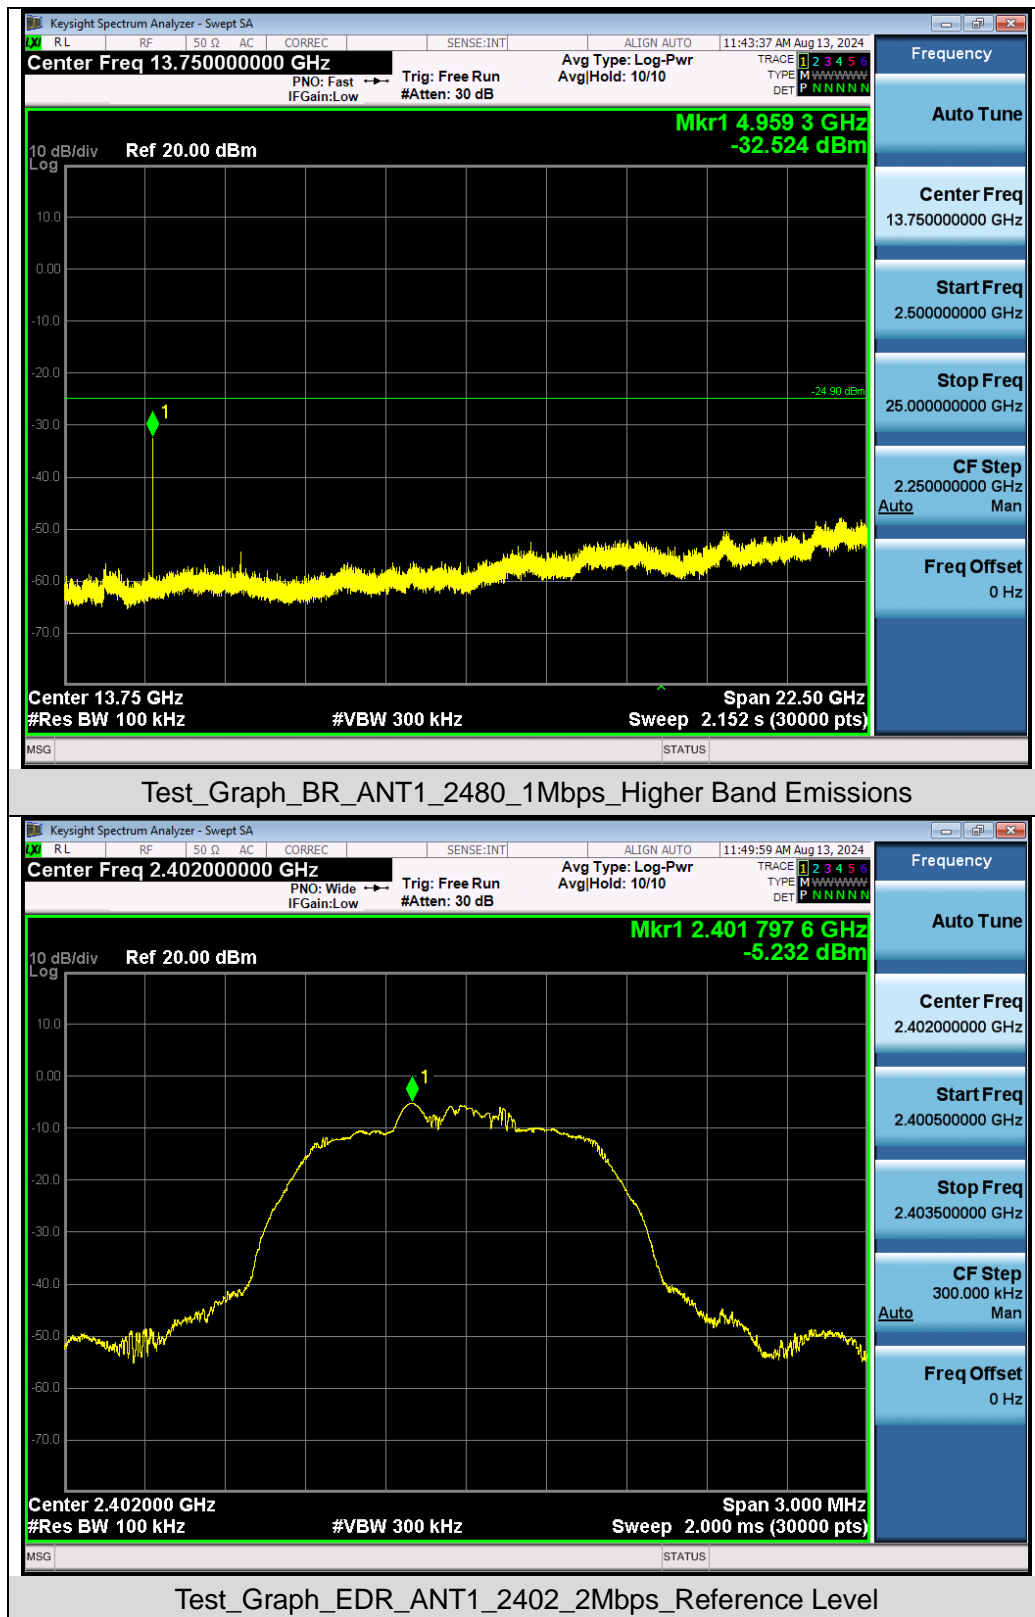 Keysight Spectrum Analyzer - Swept SA
LXI RL RF 50 Ω AC CORREC SENSE:INT ALIGN AUTO 11:43:37 AM Aug 13, 2024
Center Freq 13.750000000 GHz
PNO: Fast
IFGain:Low
Trig: Free Run
#Atten: 30 dB
Avg Type: Log-Pwr
Avg|Hold: 10/10
TRACE 1 2 3 4 5 6
TYPE M WWWWW
DET P N N N N N
Mkr1 4.959 3 GHz
-32.524 dBm
10 dB/div Ref 20.00 dBm
Log
10.0
0.00
-10.0
-20.0
-24.90 dBm
1
-30.0
-40.0
-50.0
-60.0
-70.0
Center 13.75 GHz Span 22.50 GHz
#Res BW 100 kHz #VBW 300 kHz Sweep 2.152 s (30000 pts)
MSG STATUS
Frequency
Auto Tune
Center Freq
13.750000000 GHz
Start Freq
2.500000000 GHz
Stop Freq
25.000000000 GHz
CF Step
2.250000000 GHz
Auto Man
Freq Offset
0 Hz
Test_Graph_BR_ANT1_2480_1Mbps_Higher Band Emissions
Keysight Spectrum Analyzer - Swept SA
LXI RL RF 50 Ω AC CORREC SENSE:INT ALIGN AUTO 11:49:59 AM Aug 13, 2024
Center Freq 2.402000000 GHz
PNO: Wide
IFGain:Low
Trig: Free Run
#Atten: 30 dB
Avg Type: Log-Pwr
Avg|Hold: 10/10
TRACE 1 2 3 4 5 6
TYPE M WWWWW
DET P N N N N N
Mkr1 2.401 797 6 GHz
-5.232 dBm
10 dB/div Ref 20.00 dBm
Log
10.0
0.00
1
-10.0
-20.0
-30.0
-40.0
-50.0
-60.0
-70.0
Center 2.402000 GHz Span 3.000 MHz
#Res BW 100 kHz #VBW 300 kHz Sweep 2.000 ms (30000 pts)
MSG STATUS
Frequency
Auto Tune
Center Freq
2.402000000 GHz
Start Freq
2.400500000 GHz
Stop Freq
2.403500000 GHz
CF Step
300.000 kHz
Auto Man
Freq Offset
0 Hz
Test_Graph_EDR_ANT1_2402_2Mbps_Reference Level